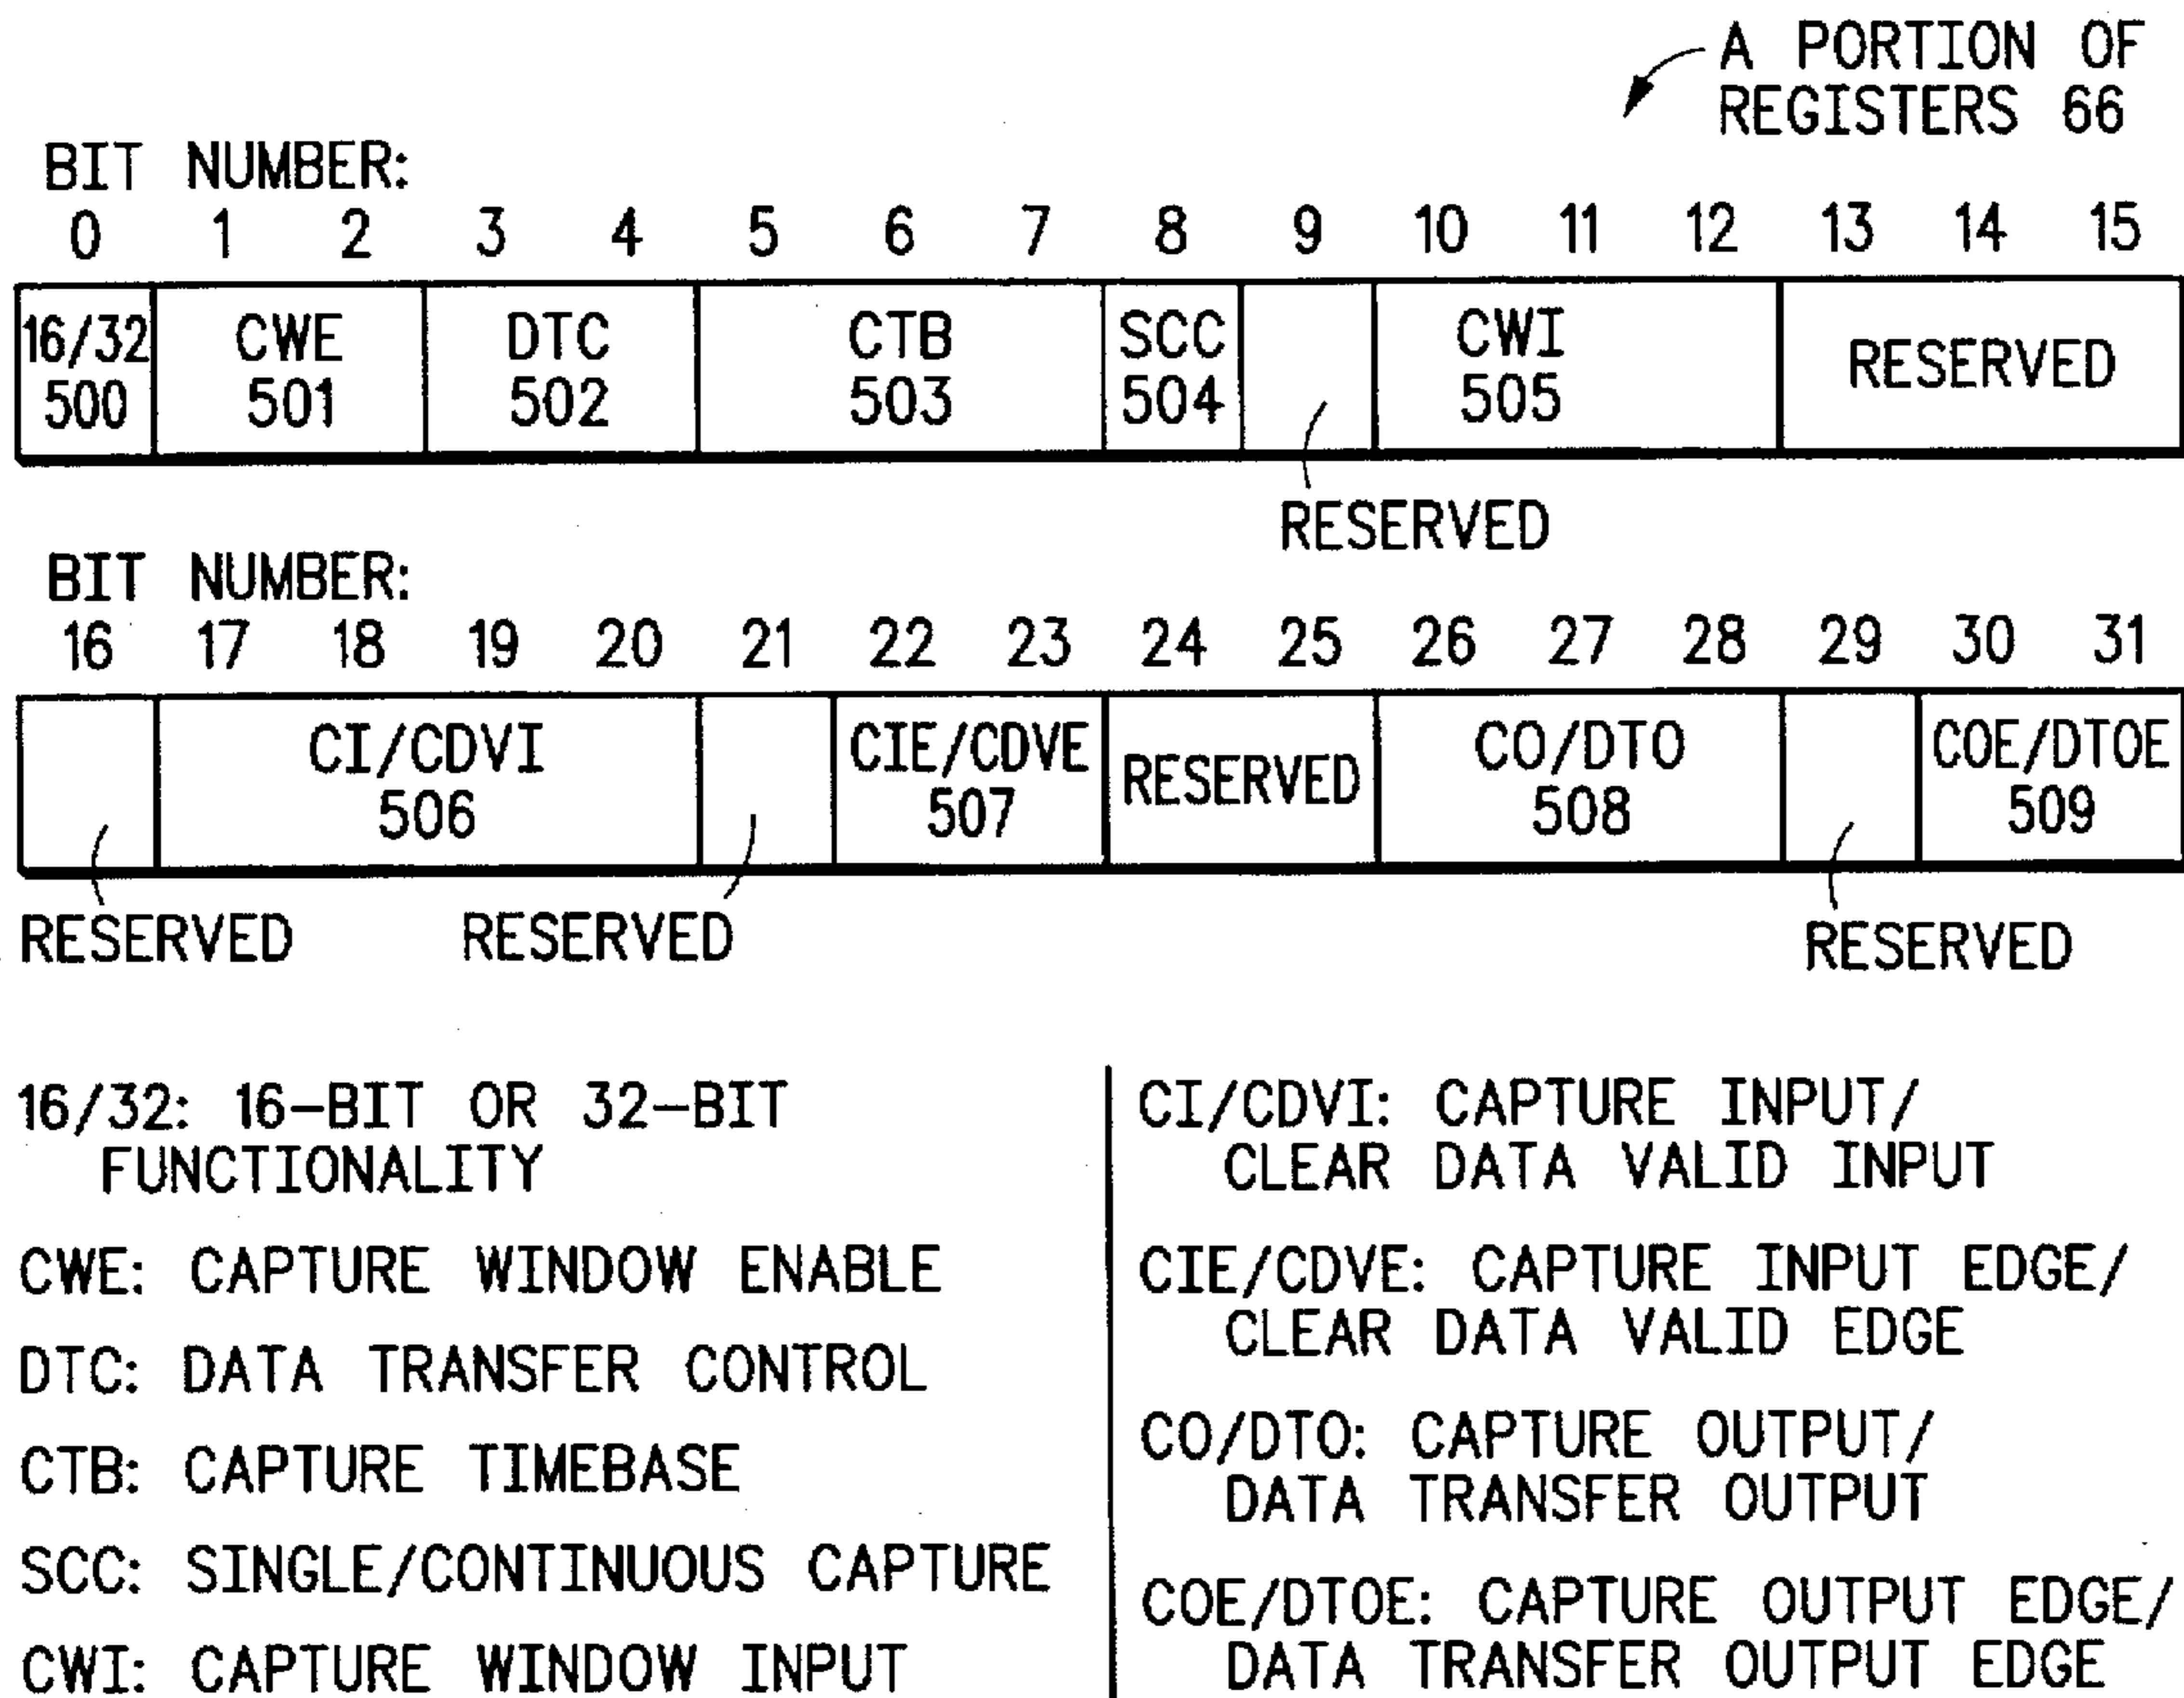 A PORTION OF
REGISTERS 66
BIT NUMBER:
0 1 2 3 4 5 6 7 8 9 10 11 12 13 14 15
16/32 CWE DTC CTB SCC CWI RESERVED
500 501 502 503 504 505
RESERVED
BIT NUMBER:
16 17 18 19 20 21 22 23 24 25 26 27 28 29 30 31
CI/CDVI CIE/CDVE RESERVED CO/DTO COE/DTOE
506 507 508 509
RESERVED RESERVED RESERVED
16/32: 16-BIT OR 32-BIT
FUNCTIONALITY
CWE: CAPTURE WINDOW ENABLE
DTC: DATA TRANSFER CONTROL
CTB: CAPTURE TIMEBASE
SCC: SINGLE/CONTINUOUS CAPTURE
CWI: CAPTURE WINDOW INPUT
CI/CDVI: CAPTURE INPUT/
CLEAR DATA VALID INPUT
CIE/CDVE: CAPTURE INPUT EDGE/
CLEAR DATA VALID EDGE
CO/DTO: CAPTURE OUTPUT/
DATA TRANSFER OUTPUT
COE/DTOE: CAPTURE OUTPUT EDGE/
DATA TRANSFER OUTPUT EDGE